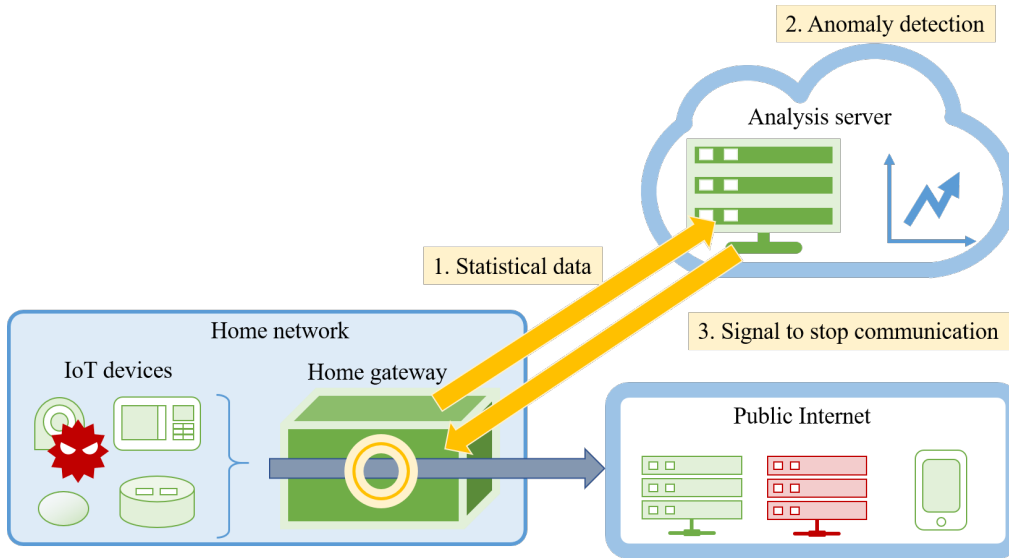 2. Anomaly detection
Analysis server
1. Statistical data
3. Signal to stop communication
Home network
IoT devices
Home gateway
Public Internet